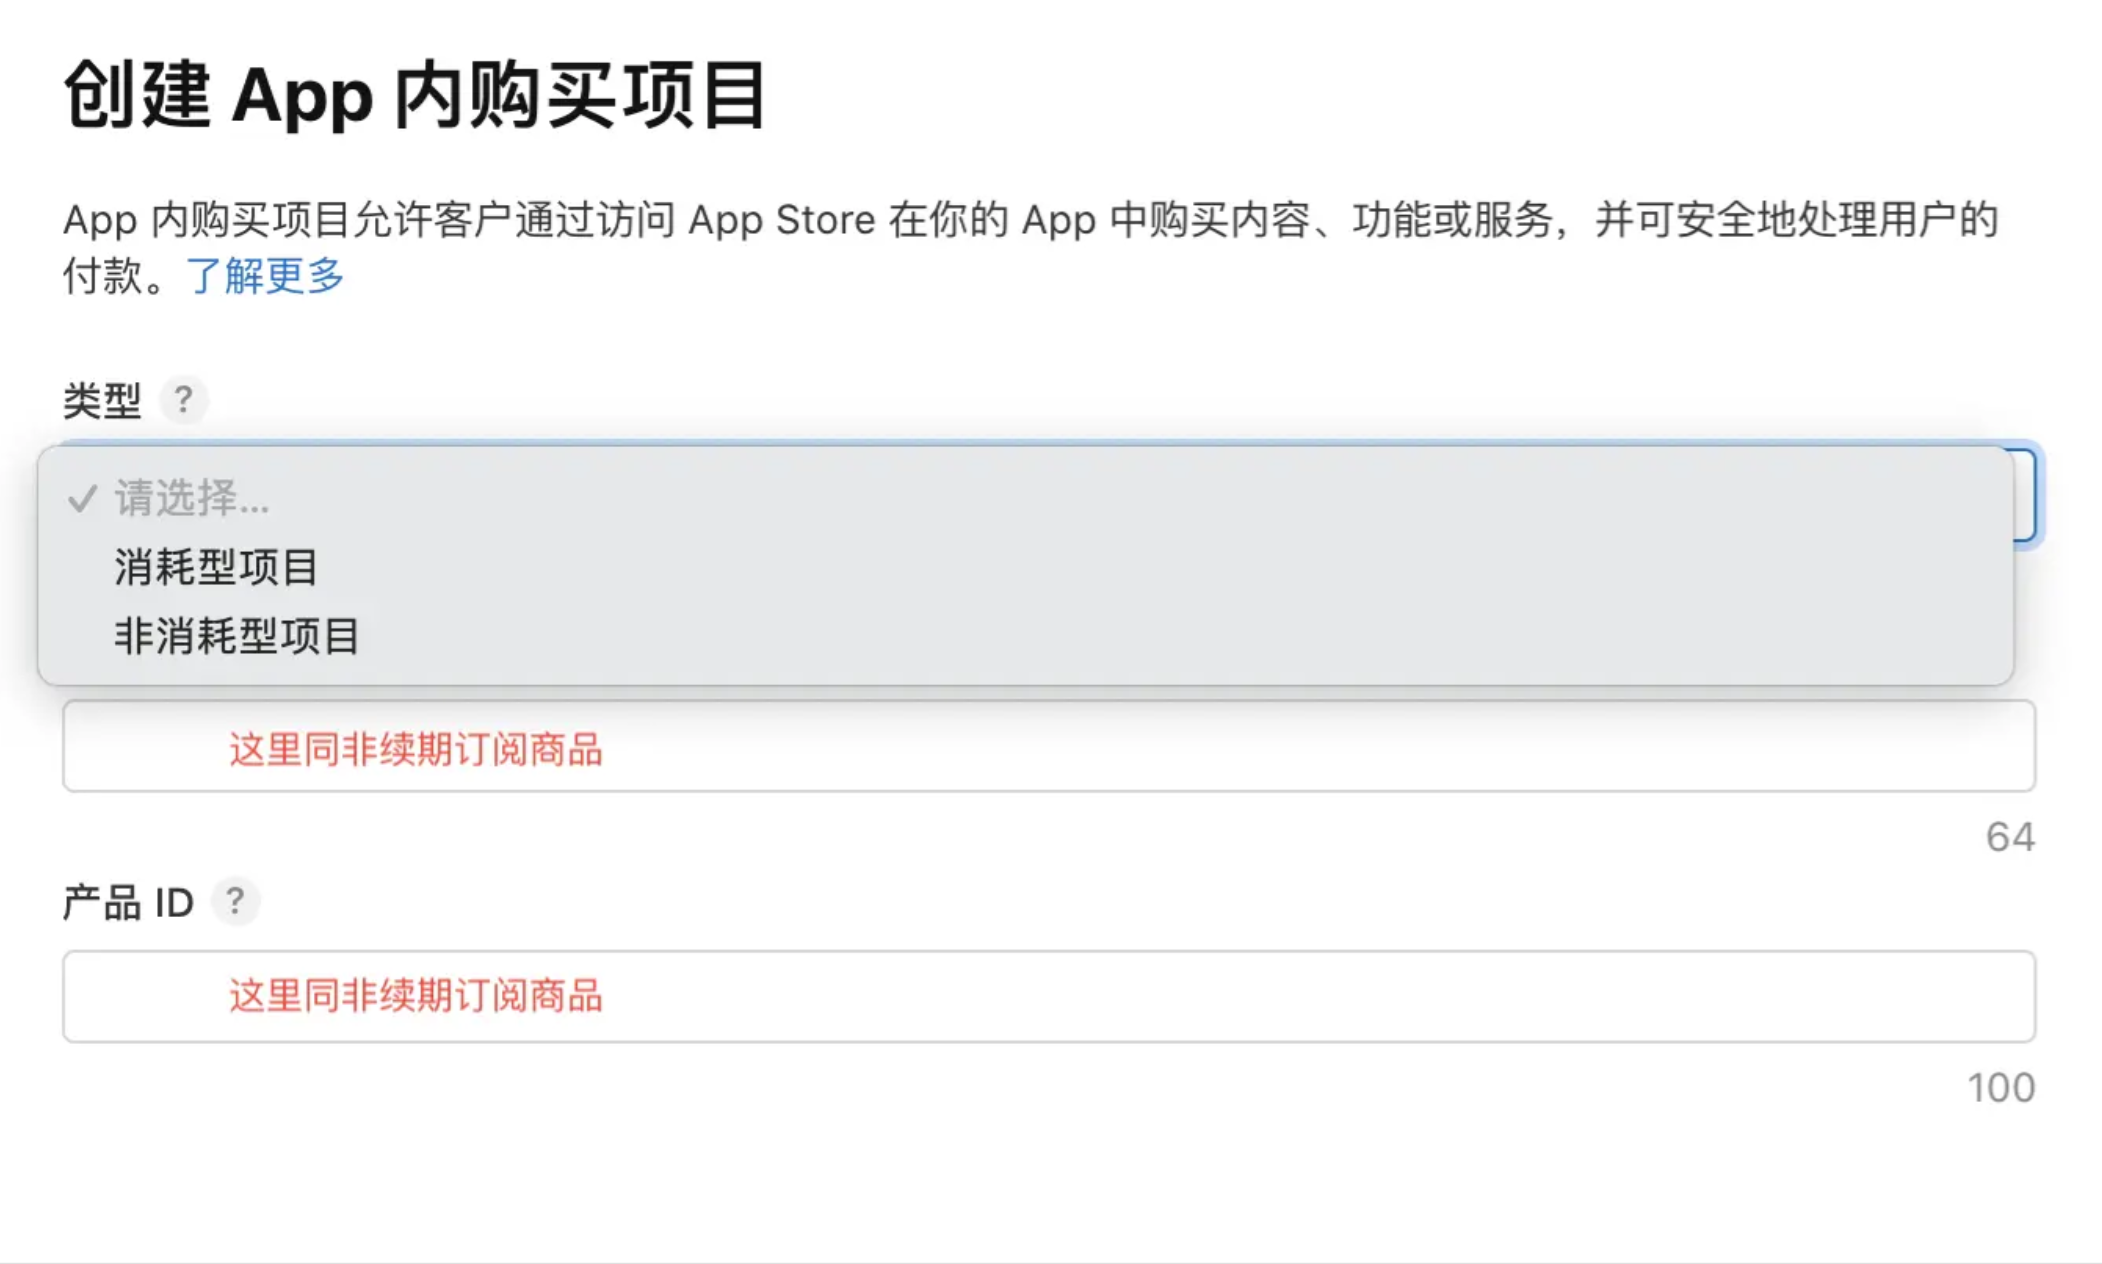 创建 App 内购买项目
App 内购买项目允许客户通过访问 App Store 在你的 App 中购买内容、功能或服务，并可安全地处理用户的
付款。了解更多
类型 ?
✓ 请选择...
消耗型项目
非消耗型项目
这里同非续期订阅商品
64
产品 ID ?
这里同非续期订阅商品
100